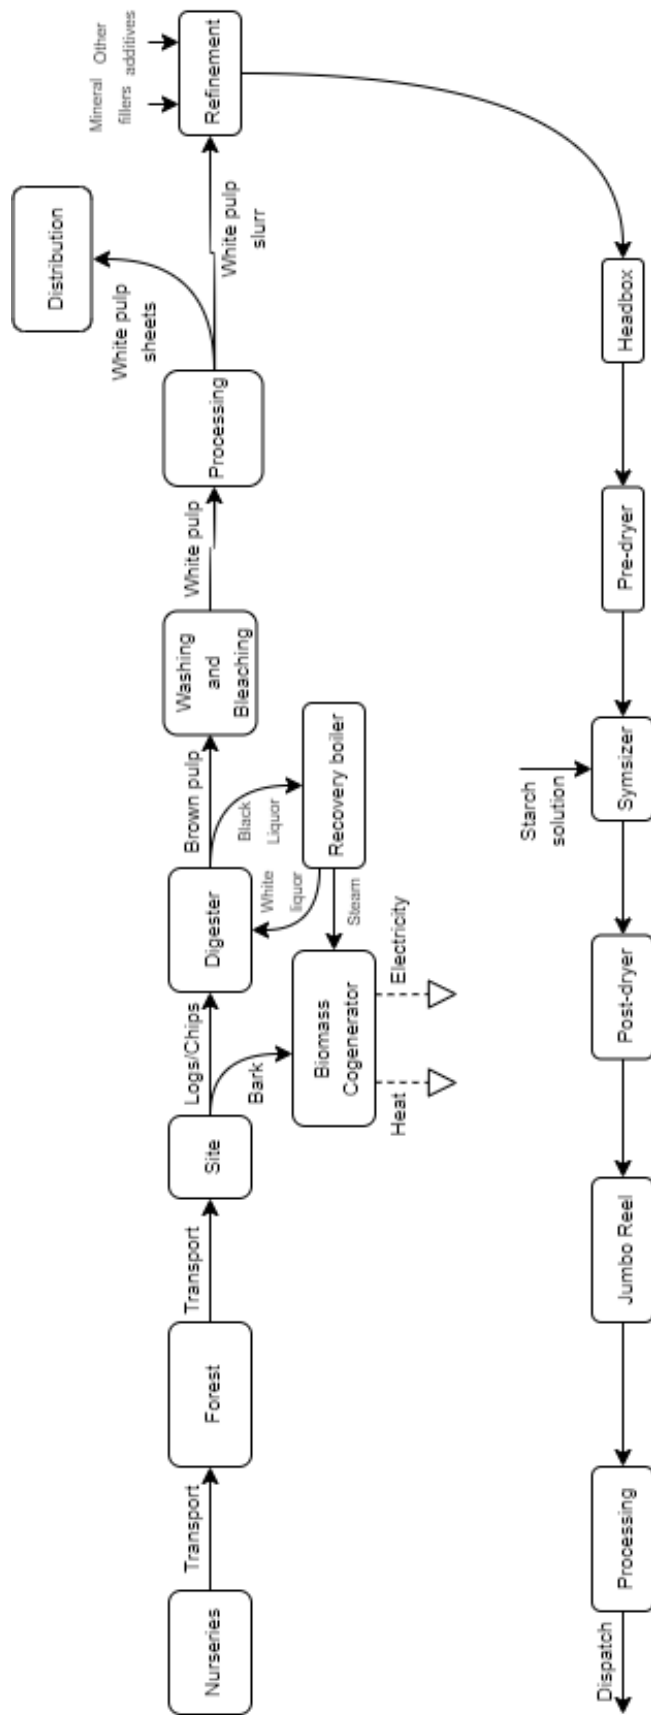 Nurseries
Transport
Forest
Transport
Site
Logs/Chips
Bark
Biomass
Cogenerator
Heat
Electricity
Digester
White
liquor
Steam
Black
Liquor
Recovery boiler
Brown pulp
Washing
and
Bleaching
White pulp
Processing
White pulp
sheets
Distribution
White pulp
slurr
Mineral
fillers
Other
additives
Refinement
Headbox
Pre-dryer
Starch
solution
Symsizer
Post-dryer
Jumbo Reel
Processing
Dispatch